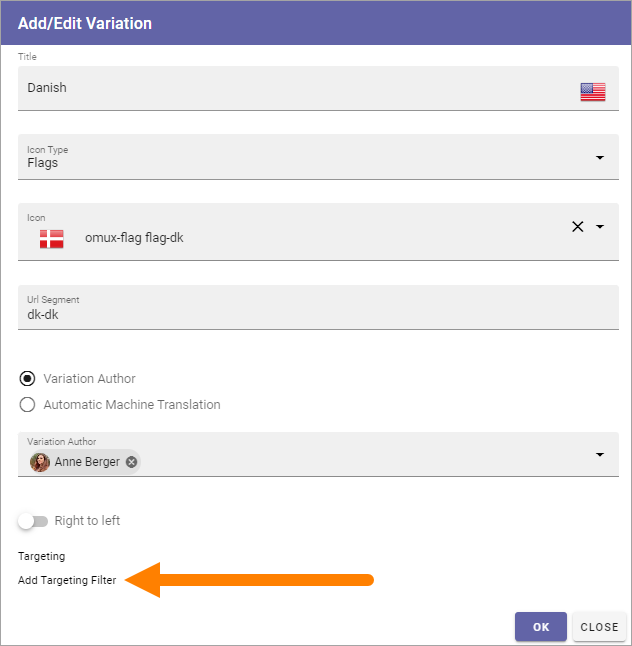 Add/Edit Variation
Title
Danish
Icon Type
Flags
Icon
omux-flag flag-dk
Url Segment
dk-dk
Variation Author
Automatic Machine Translation
Variation Author
Anne Berger
Right to left
Targeting
Add Targeting Filter
OK CLOSE